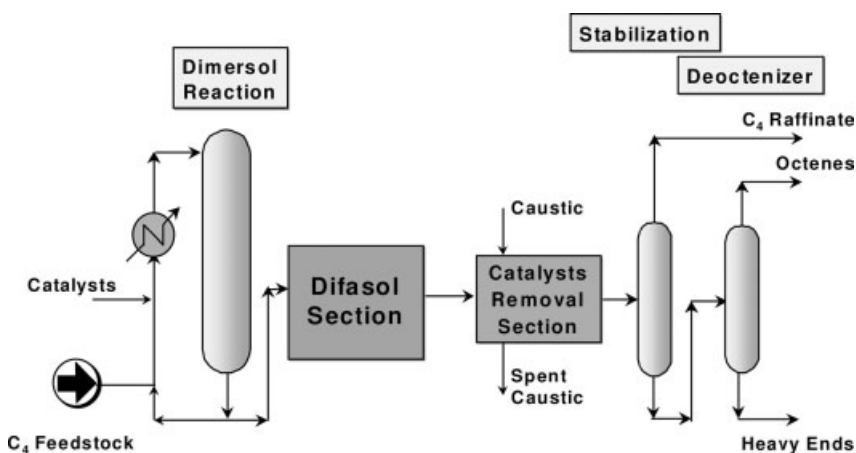 Stabilization
Dimersol
Reaction
Deoctenizer
C₄ Raffinate
Octenes
Caustic
Catalysts
Difasol
Section
Catalysts
Removal
Section
Spent
Caustic
C₄ Feedstock
Heavy Ends